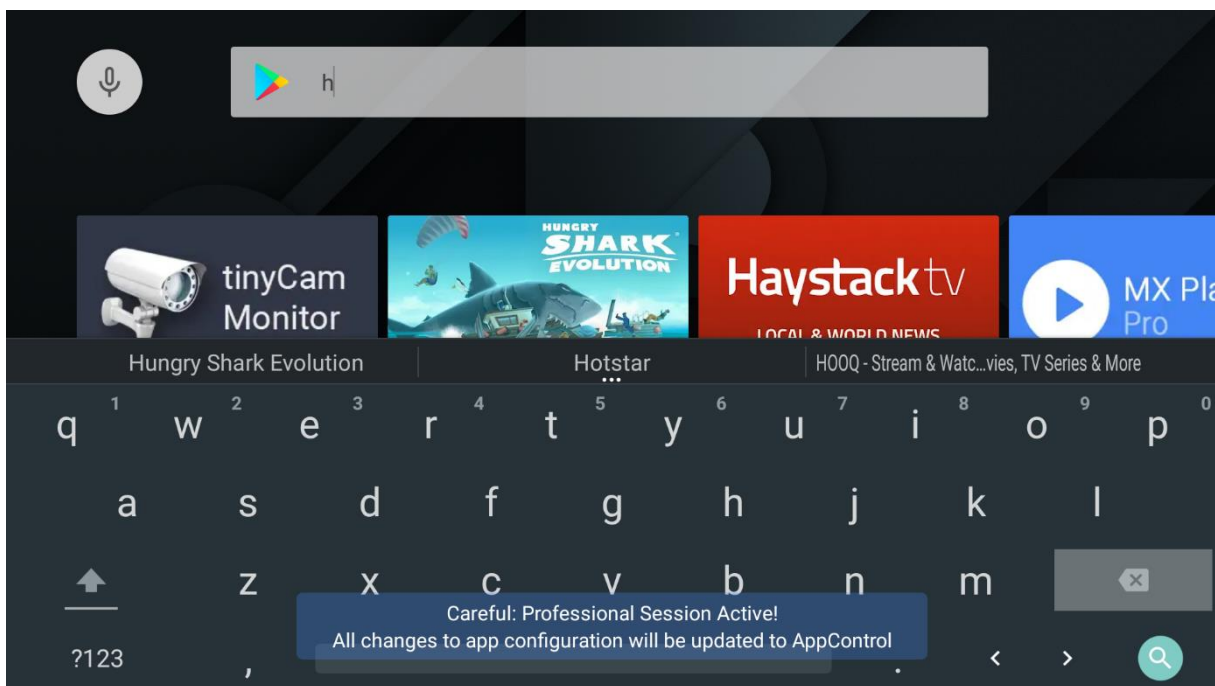 h
tinyCam
Monitor
HUNGRY
SHARK
EVOLUTION
Haystack tv
LOCAL & WORLD NEWS
MX Pla
Pro
Hungry Shark Evolution
Hotstar
HOOQ - Stream & Watc...vies, TV Series & More
1 2 3 4 5 6 7 8 9 0
q w e r t y u i o p
a s d f g h j k l
z x c v b n m
Careful: Professional Session Active!
All changes to app configuration will be updated to AppControl
?123 , . < >